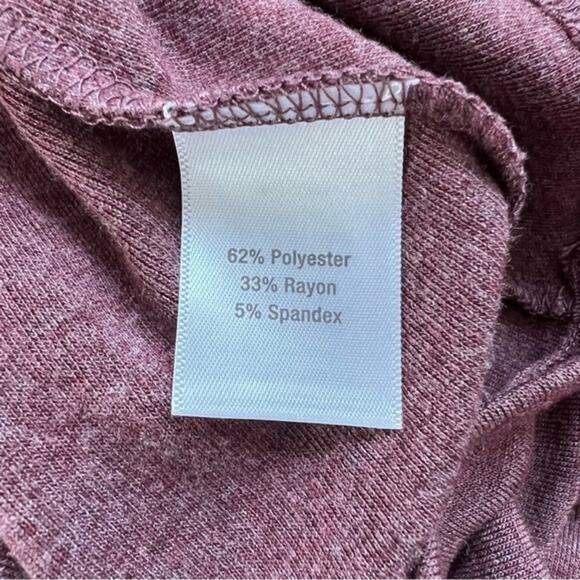 62% Polyester
33% Rayon
5% Spandex